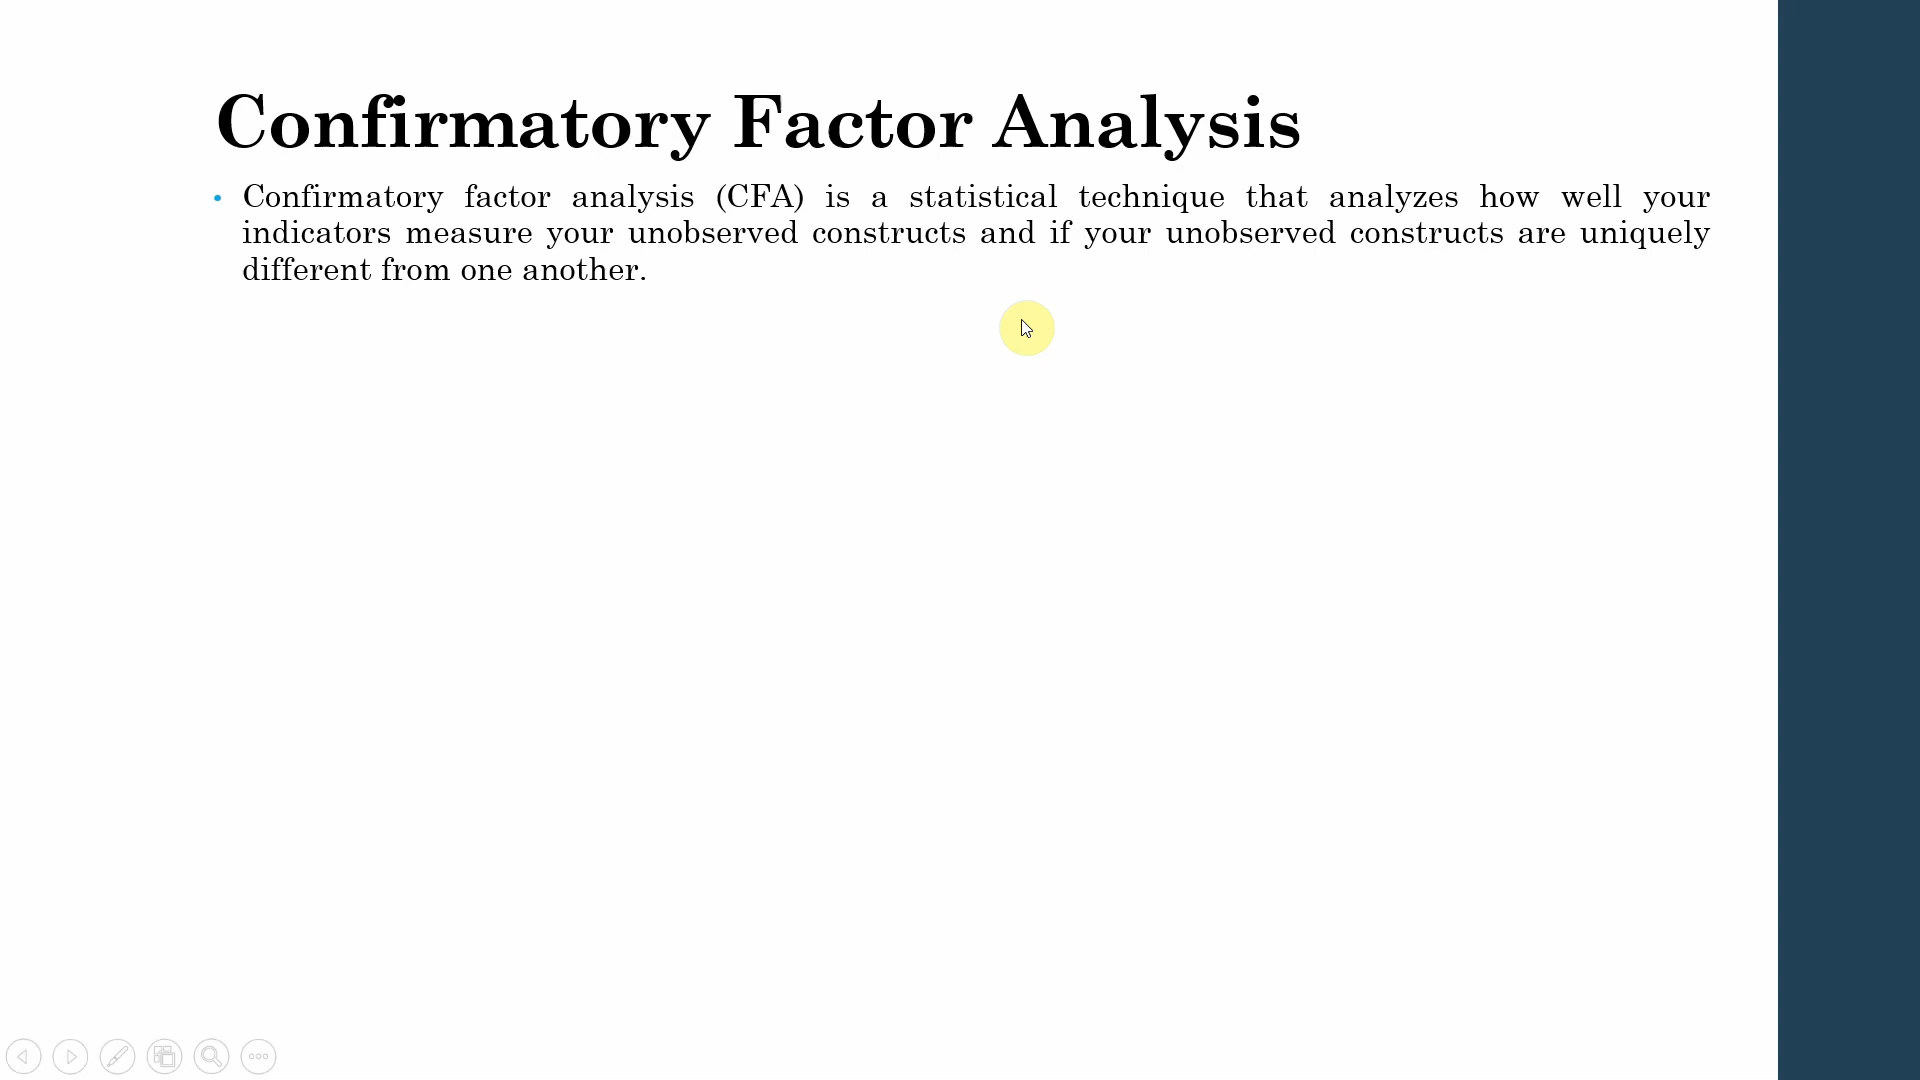 Confirmatory Factor Analysis
• Confirmatory factor analysis (CFA) is a statistical technique that analyzes how well your
indicators measure your unobserved constructs and if your unobserved constructs are uniquely
different from one another.